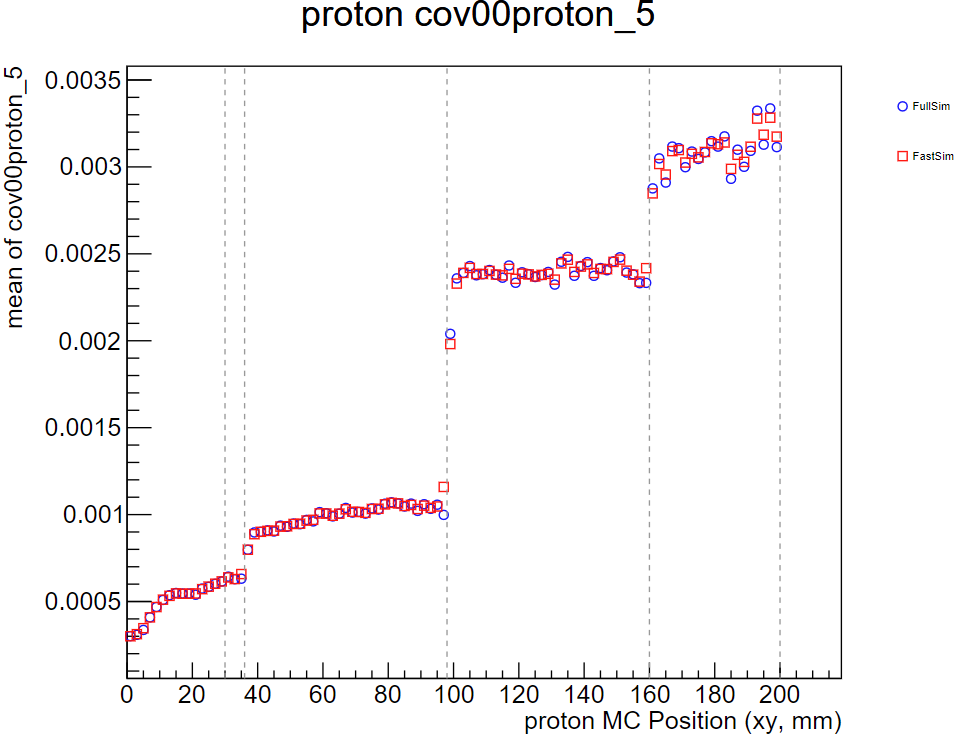 proton cov00proton_5
mean of cov00proton_5
0.0035
0.003
0.0025
0.002
0.0015
0.001
0.0005
0 20 40 60 80 100 120 140 160 180 200
proton MC Position (xy, mm)
FullSim
FastSim